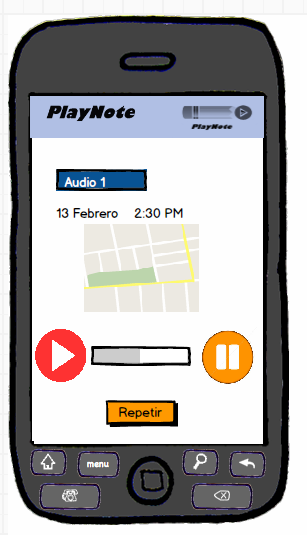 PlayNote
PlayNote
Audio 1
13 Febrero 2:30 PM
Repetir
menu